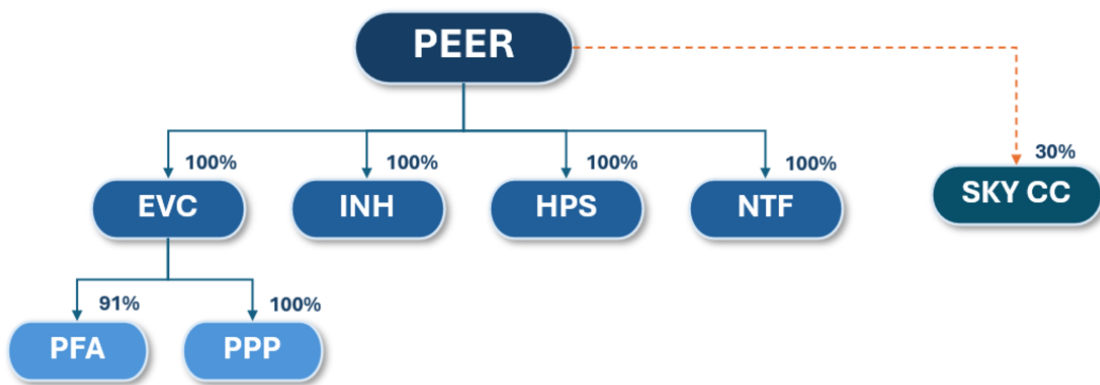 PEER
100%
100%
100%
100%
30%
EVC
INH
HPS
NTF
SKY CC
91%
100%
PFA
PPP